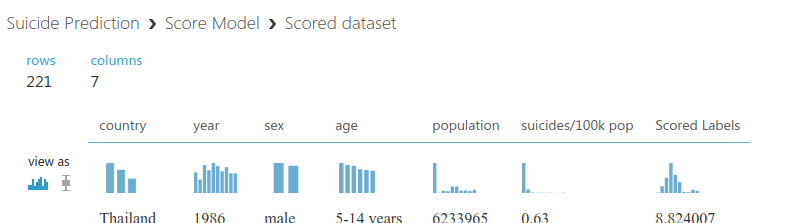 Suicide Prediction ❯ Score Model ❯ Scored dataset
rows columns
221 7
country year sex age population suicides/100k pop Scored Labels
view as
Thailand 1986 male 5-14 years 6233965 0.63 8.824007